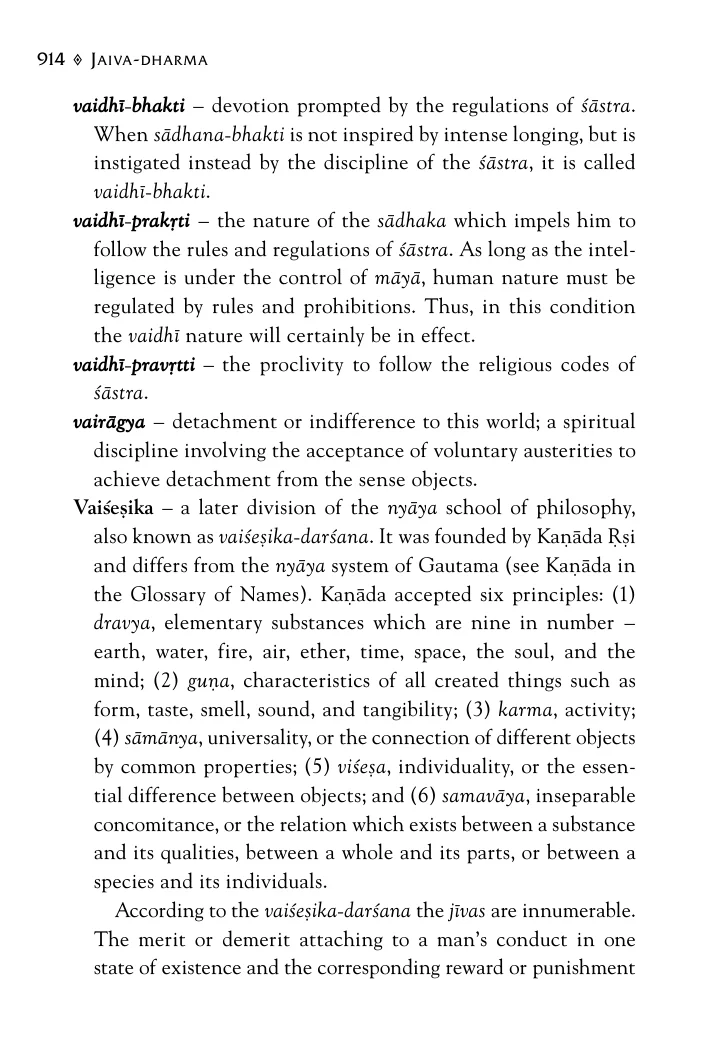 914 ◊ JAIVA-DHARMA
vaidhī-bhakti – devotion prompted by the regulations of śāstra.
When sādhana-bhakti is not inspired by intense longing, but is
instigated instead by the discipline of the śāstra, it is called
vaidhī-bhakti.
vaidhī-prakṛti – the nature of the sādhaka which impels him to
follow the rules and regulations of śāstra. As long as the intel-
ligence is under the control of māyā, human nature must be
regulated by rules and prohibitions. Thus, in this condition
the vaidhī nature will certainly be in effect.
vaidhī-pravṛtti – the proclivity to follow the religious codes of
śāstra.
vairāgya – detachment or indifference to this world; a spiritual
discipline involving the acceptance of voluntary austerities to
achieve detachment from the sense objects.
Vaiśeṣika – a later division of the nyāya school of philosophy,
also known as vaiśeṣika-darśana. It was founded by Kaṇāda Ṛṣi
and differs from the nyāya system of Gautama (see Kaṇāda in
the Glossary of Names). Kaṇāda accepted six principles: (1)
dravya, elementary substances which are nine in number –
earth, water, fire, air, ether, time, space, the soul, and the
mind; (2) guṇa, characteristics of all created things such as
form, taste, smell, sound, and tangibility; (3) karma, activity;
(4) sāmānya, universality, or the connection of different objects
by common properties; (5) viśeṣa, individuality, or the essen-
tial difference between objects; and (6) samavāya, inseparable
concomitance, or the relation which exists between a substance
and its qualities, between a whole and its parts, or between a
species and its individuals.
According to the vaiśeṣika-darśana the jīvas are innumerable.
The merit or demerit attaching to a man's conduct in one
state of existence and the corresponding reward or punishment